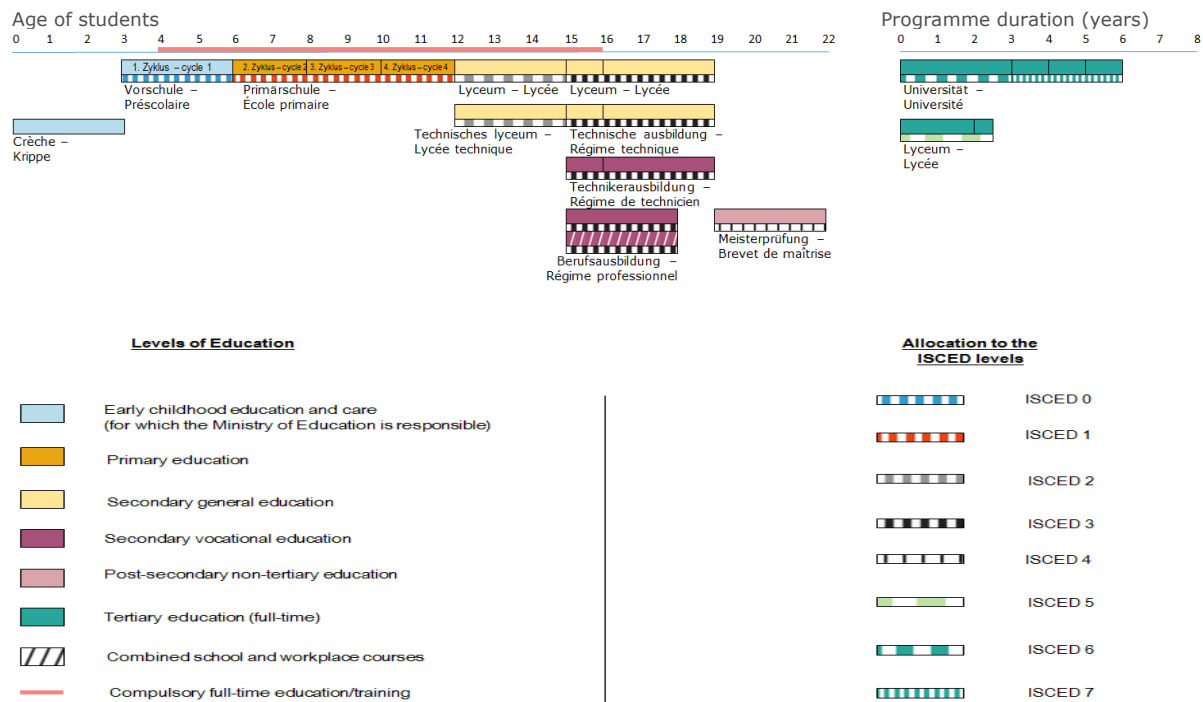 Age of students
Programme duration (years)
0 1 2 3 4 5 6 7 8 9 10 11 12 13 14 15 16 17 18 19 20 21 22
0 1 2 3 4 5 6 7 8
1. Zyklus – cycle 1
2. Zyklus – cycle 2
3. Zyklus – cycle 3
4. Zyklus – cycle 4
Vorschule –
Préscolaire
Primärschule –
École primaire
Lyceum – Lycée
Lyceum – Lycée
Universität –
Université
Crèche –
Krippe
Technisches lyceum –
Lycée technique
Technische ausbildung –
Régime technique
Lyceum –
Lycée
Technikerausbildung –
Régime de technicien
Berufsausbildung –
Régime professionnel
Meisterprüfung –
Brevet de maîtrise
Levels of Education
Early childhood education and care
(for which the Ministry of Education is responsible)
Primary education
Secondary general education
Secondary vocational education
Post-secondary non-tertiary education
Tertiary education (full-time)
Combined school and workplace courses
Compulsory full-time education/training
Allocation to the
ISCED levels
ISCED 0
ISCED 1
ISCED 2
ISCED 3
ISCED 4
ISCED 5
ISCED 6
ISCED 7